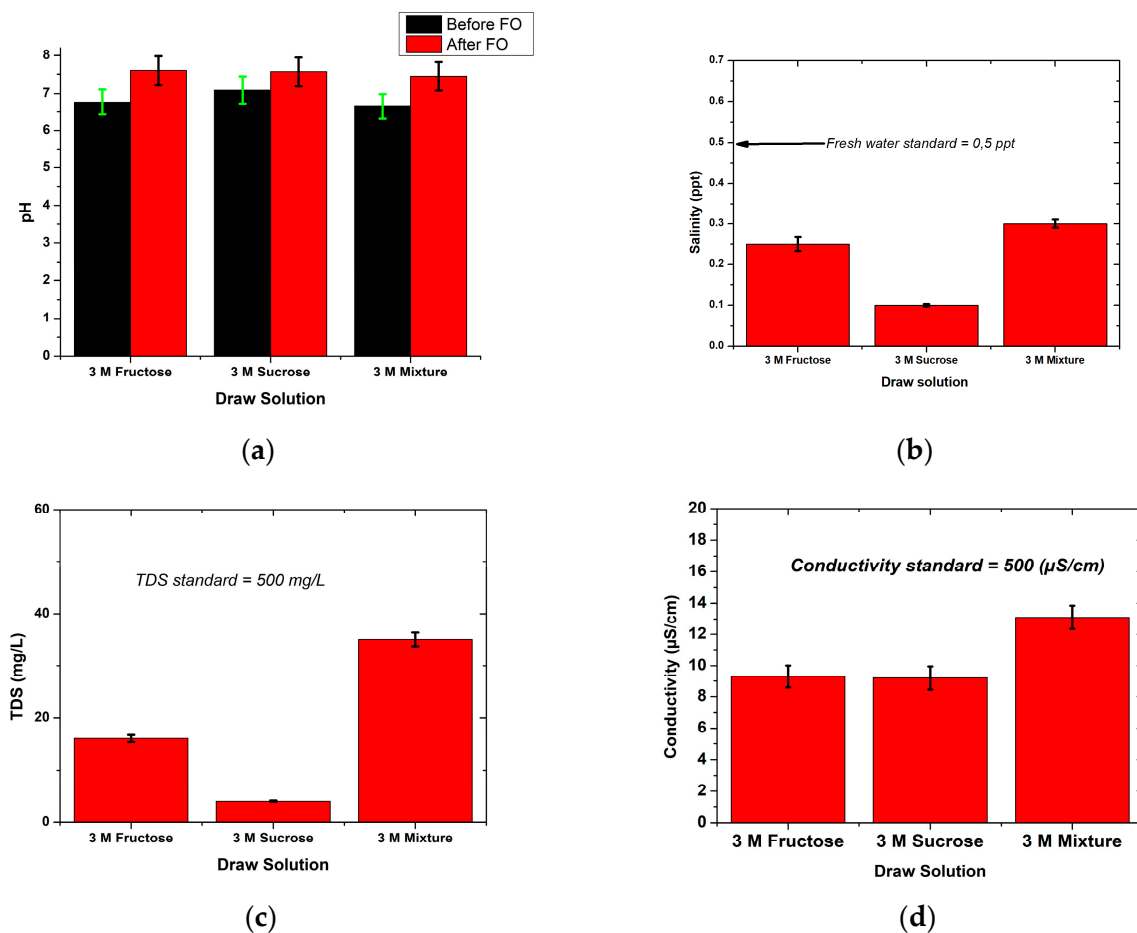 Before FO
After FO
8
7
6
5
4
3
2
1
0
pH
3 M Fructose
3 M Sucrose
3 M Mixture
Draw Solution
(a)
0.7
0.6
0.5
0.4
0.3
0.2
0.1
0.0
Salinity (ppt)
Fresh water standard = 0,5 ppt
3 M Fructose
3 M Sucrose
3 M Mixture
Draw solution
(b)
60
40
20
0
TDS (mg/L)
TDS standard = 500 mg/L
3 M Fructose
3 M Sucrose
3 M Mixture
Draw Solution
(c)
20
18
16
14
12
10
8
6
4
2
0
Conductivity (µS/cm)
Conductivity standard = 500 (µS/cm)
3 M Fructose
3 M Sucrose
3 M Mixture
Draw Solution
(d)